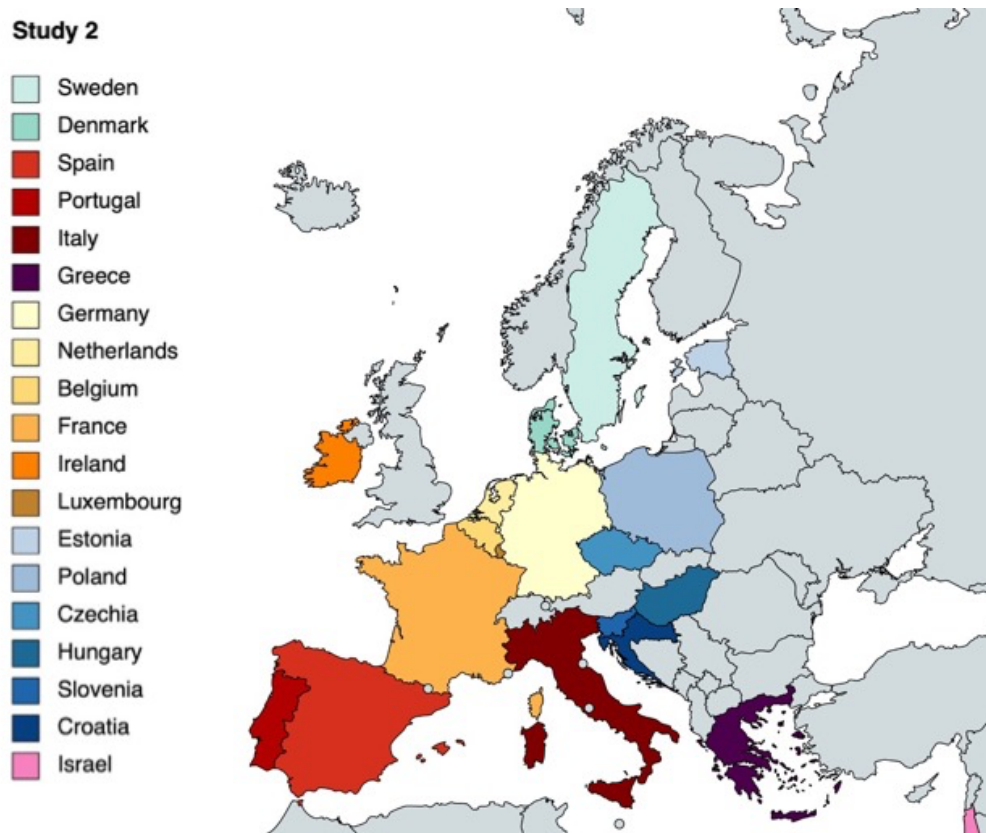 Study 2
Sweden
Denmark
Spain
Portugal
Italy
Greece
Germany
Netherlands
Belgium
France
Ireland
Luxembourg
Estonia
Poland
Czechia
Hungary
Slovenia
Croatia
Israel